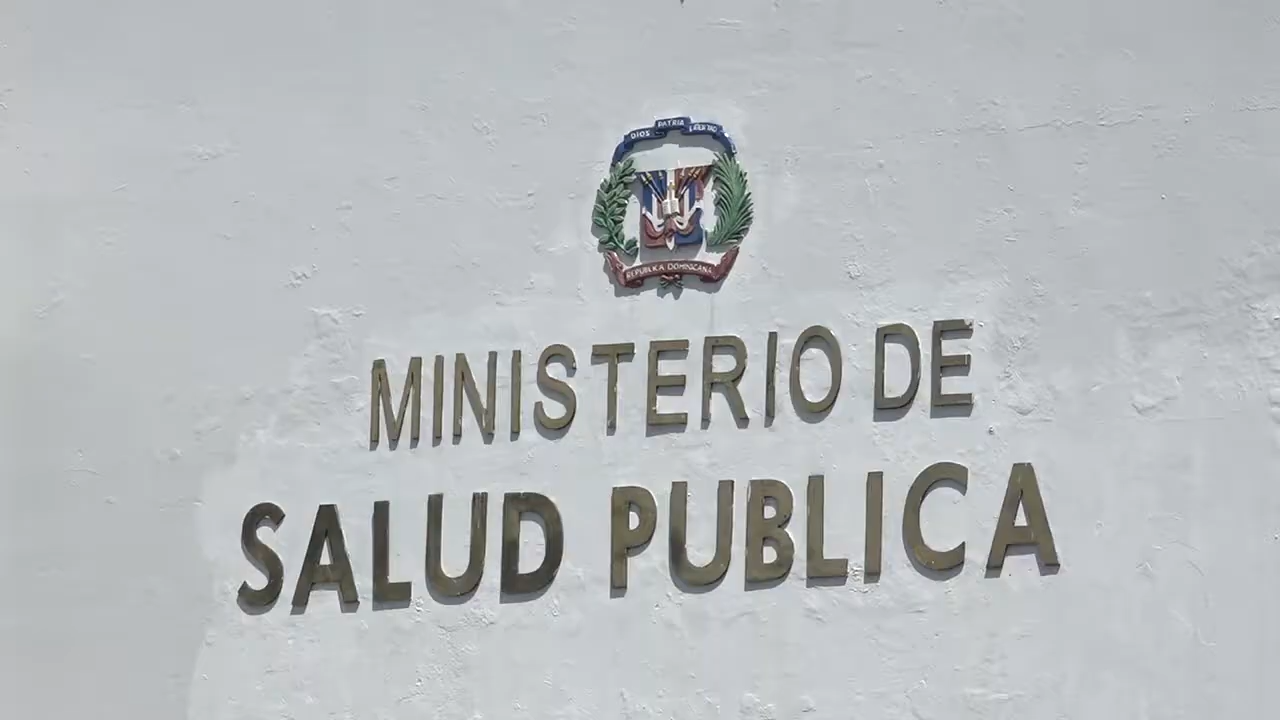 DIOS PATRIA LIBERTAD
REPUBLICA DOMINICANA
MINISTERIO DE
SALUD PUBLICA